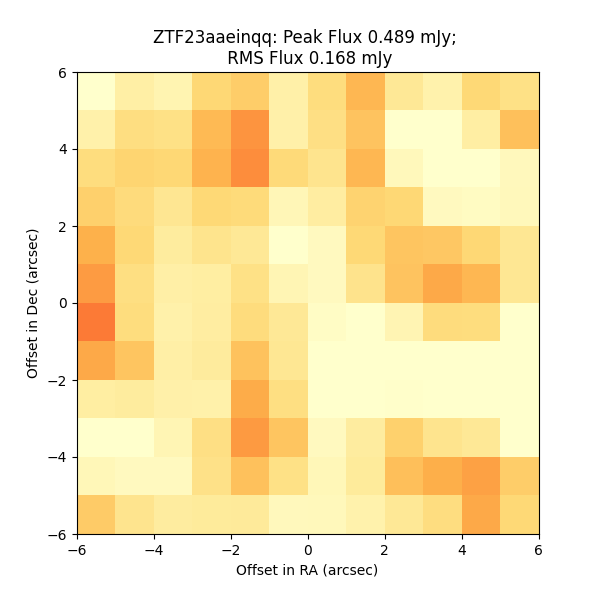 ZTF23aaeinqq: Peak Flux 0.489 mJy;
RMS Flux 0.168 mJy
6
4
2
0
−2
−4
−6
Offset in Dec (arcsec)
−6 −4 −2 0 2 4 6
Offset in RA (arcsec)